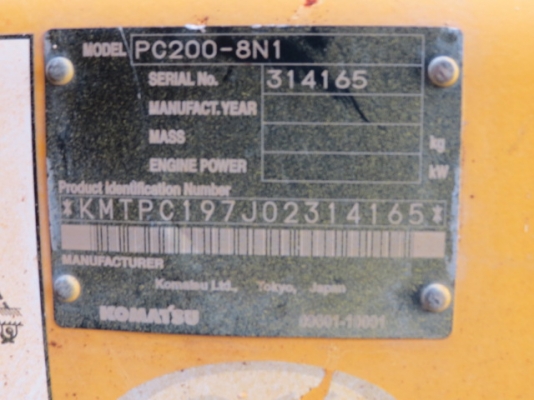 MODEL PC200-8N1
SERIAL No. 314165
MANUFACT.YEAR
MASS kg
ENGINE POWER kW
Product Identification Number
*KMTPC197J02314165*
MANUFACTURER
Komatsu Ltd., Tokyo, Japan
KOMATSU